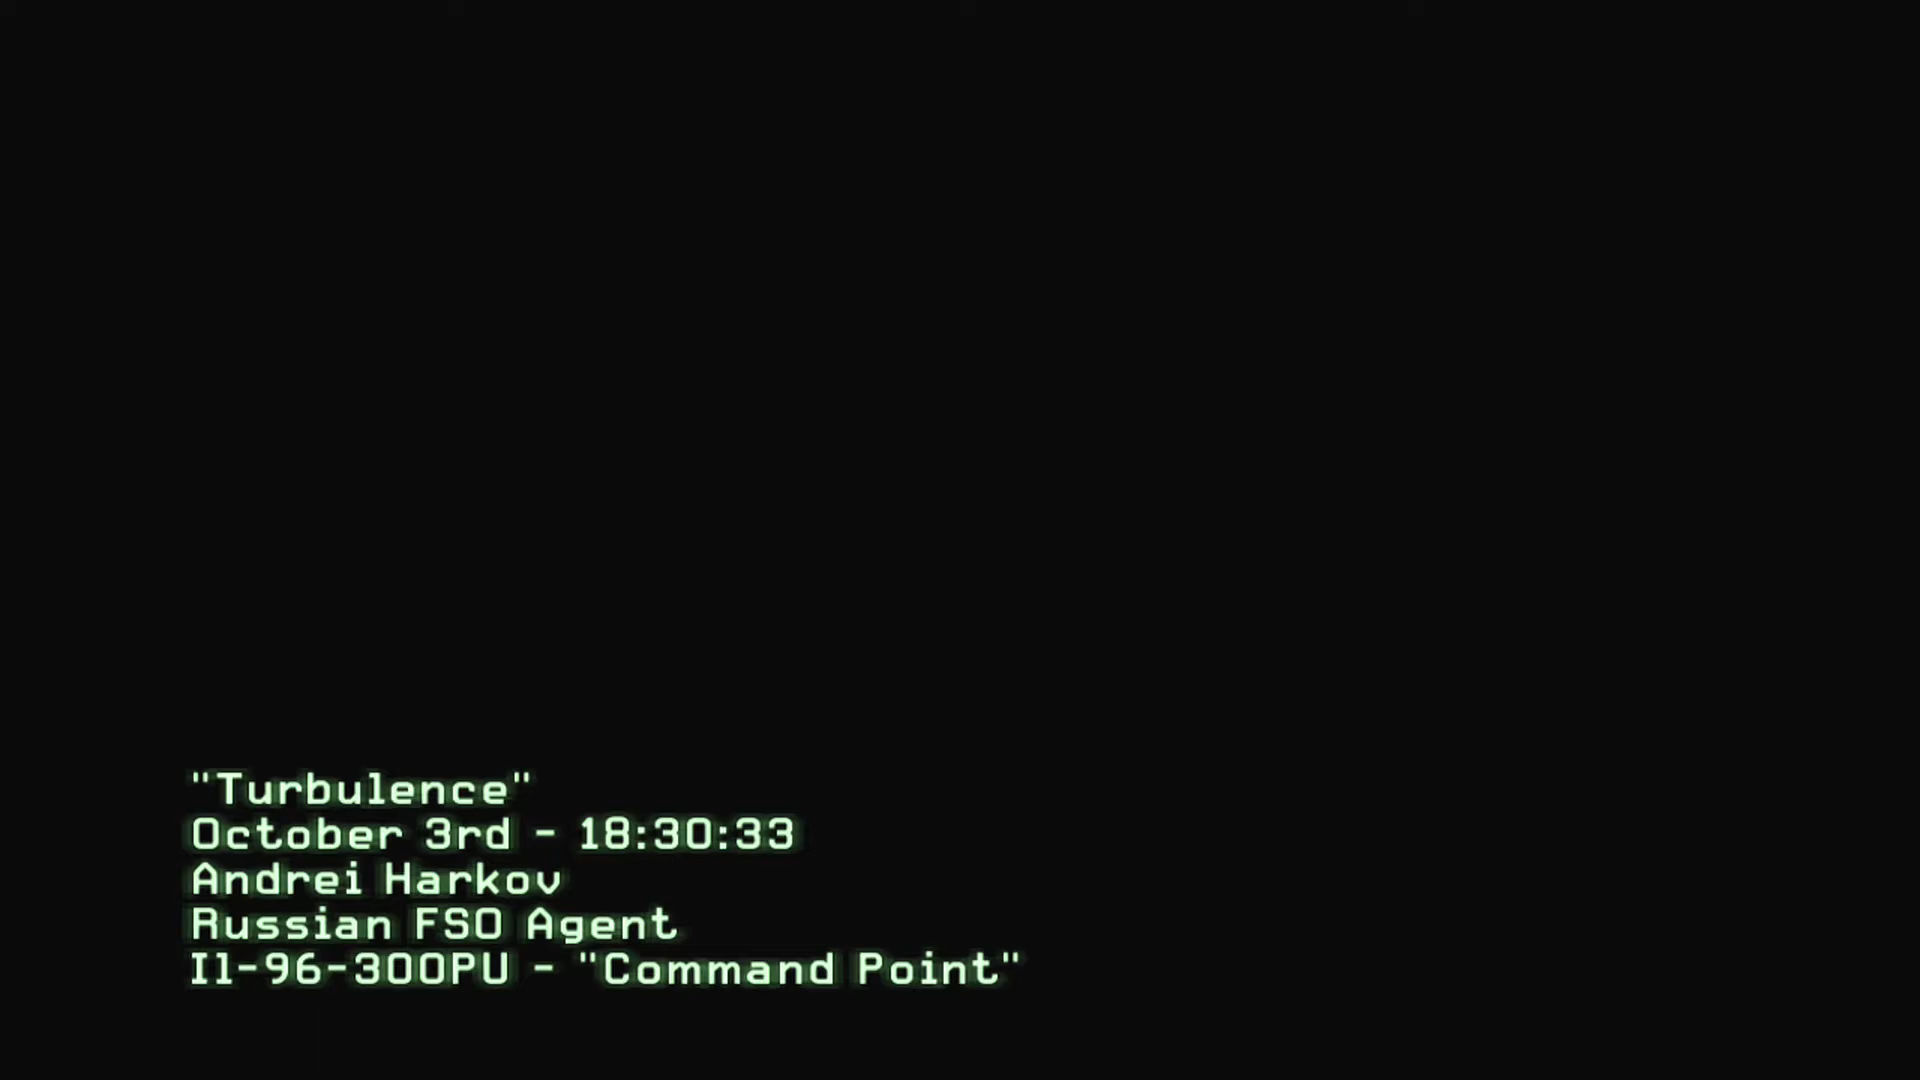 "Turbulence"
October 3rd - 18:30:33
Andrei Harkov
Russian FSO Agent
Il-96-300PU - "Command Point"